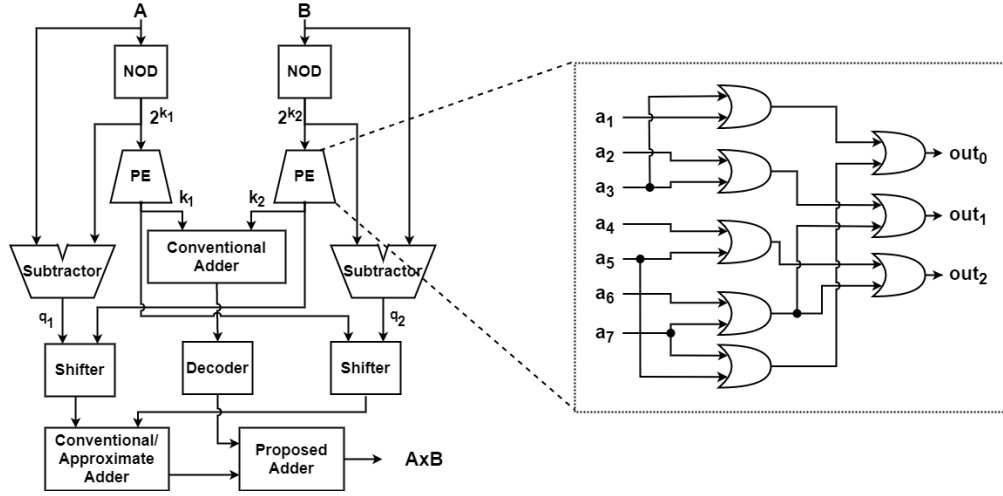 A B
NOD NOD
2^k1 2^k2
PE PE
k1 k2
Conventional
Adder
Subtractor Subtractor
q1 q2
Shifter Decoder Shifter
Conventional/
Approximate
Adder
Proposed
Adder
AxB
a1
a2
a3
a4
a5
a6
a7
out0
out1
out2